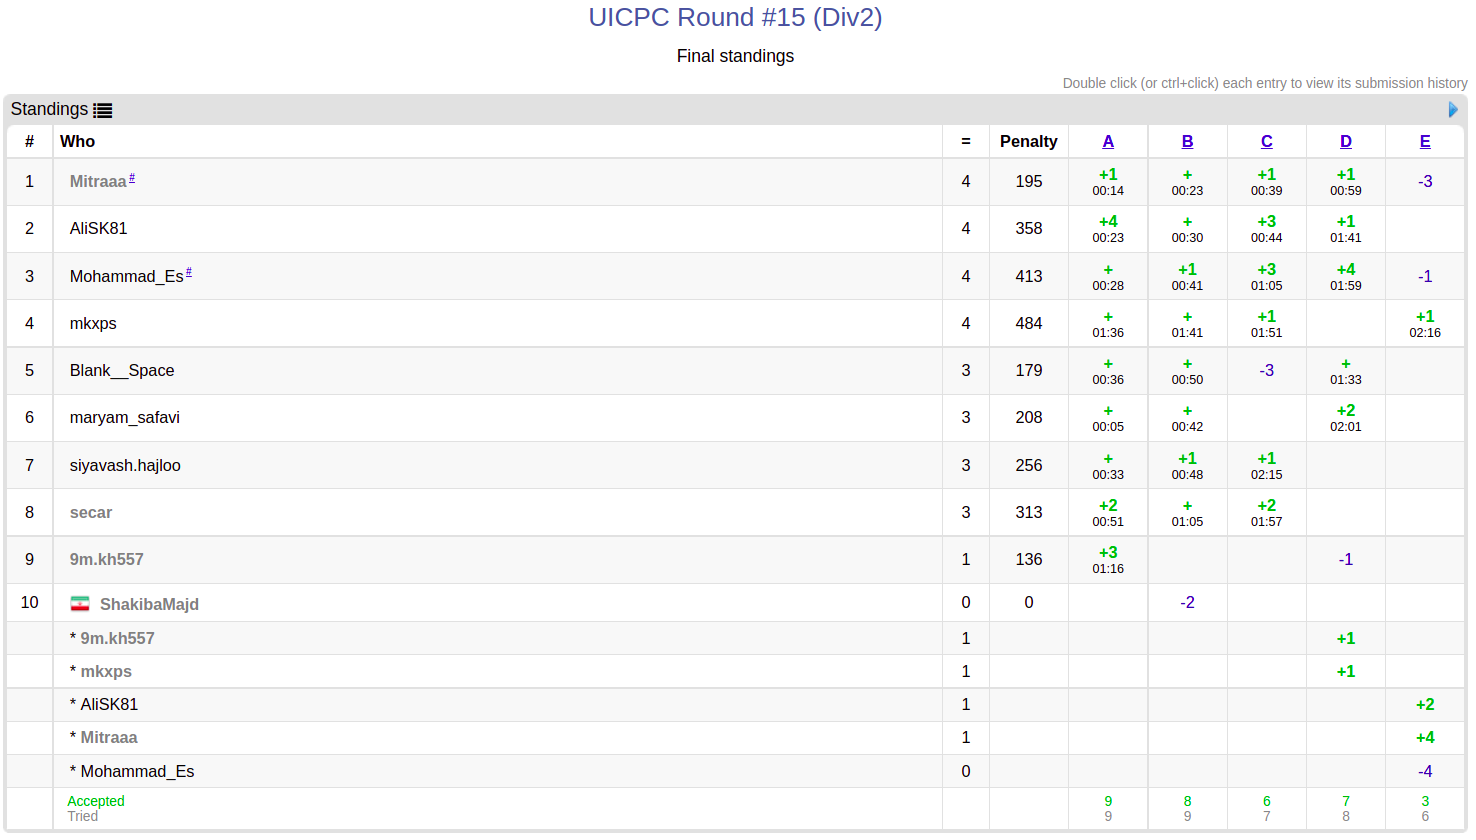 UICPC Round #15 (Div2)
Final standings
Double click (or ctrl+click) each entry to view its submission history
Standings
# Who = Penalty A B C D E
1 Mitraaa # 4 195 +1 00:14 + 00:23 +1 00:39 +1 00:59 -3
2 AliSK81 4 358 +4 00:23 + 00:30 +3 00:44 +1 01:41
3 Mohammad_Es # 4 413 + 00:28 +1 00:41 +3 01:05 +4 01:59 -1
4 mkxps 4 484 + 01:36 + 01:41 +1 01:51 +1 02:16
5 Blank__Space 3 179 + 00:36 + 00:50 -3 + 01:33
6 maryam_safavi 3 208 + 00:05 + 00:42 +2 02:01
7 siyavash.hajloo 3 256 + 00:33 +1 00:48 +1 02:15
8 secar 3 313 +2 00:51 + 01:05 +2 01:57
9 9m.kh557 1 136 +3 01:16 -1
10 ShakibaMajd 0 0 -2
* 9m.kh557 1 +1
* mkxps 1 +1
* AliSK81 1 +2
* Mitraaa 1 +4
* Mohammad_Es 0 -4
Accepted 9 8 6 7 3
Tried 9 9 7 8 6